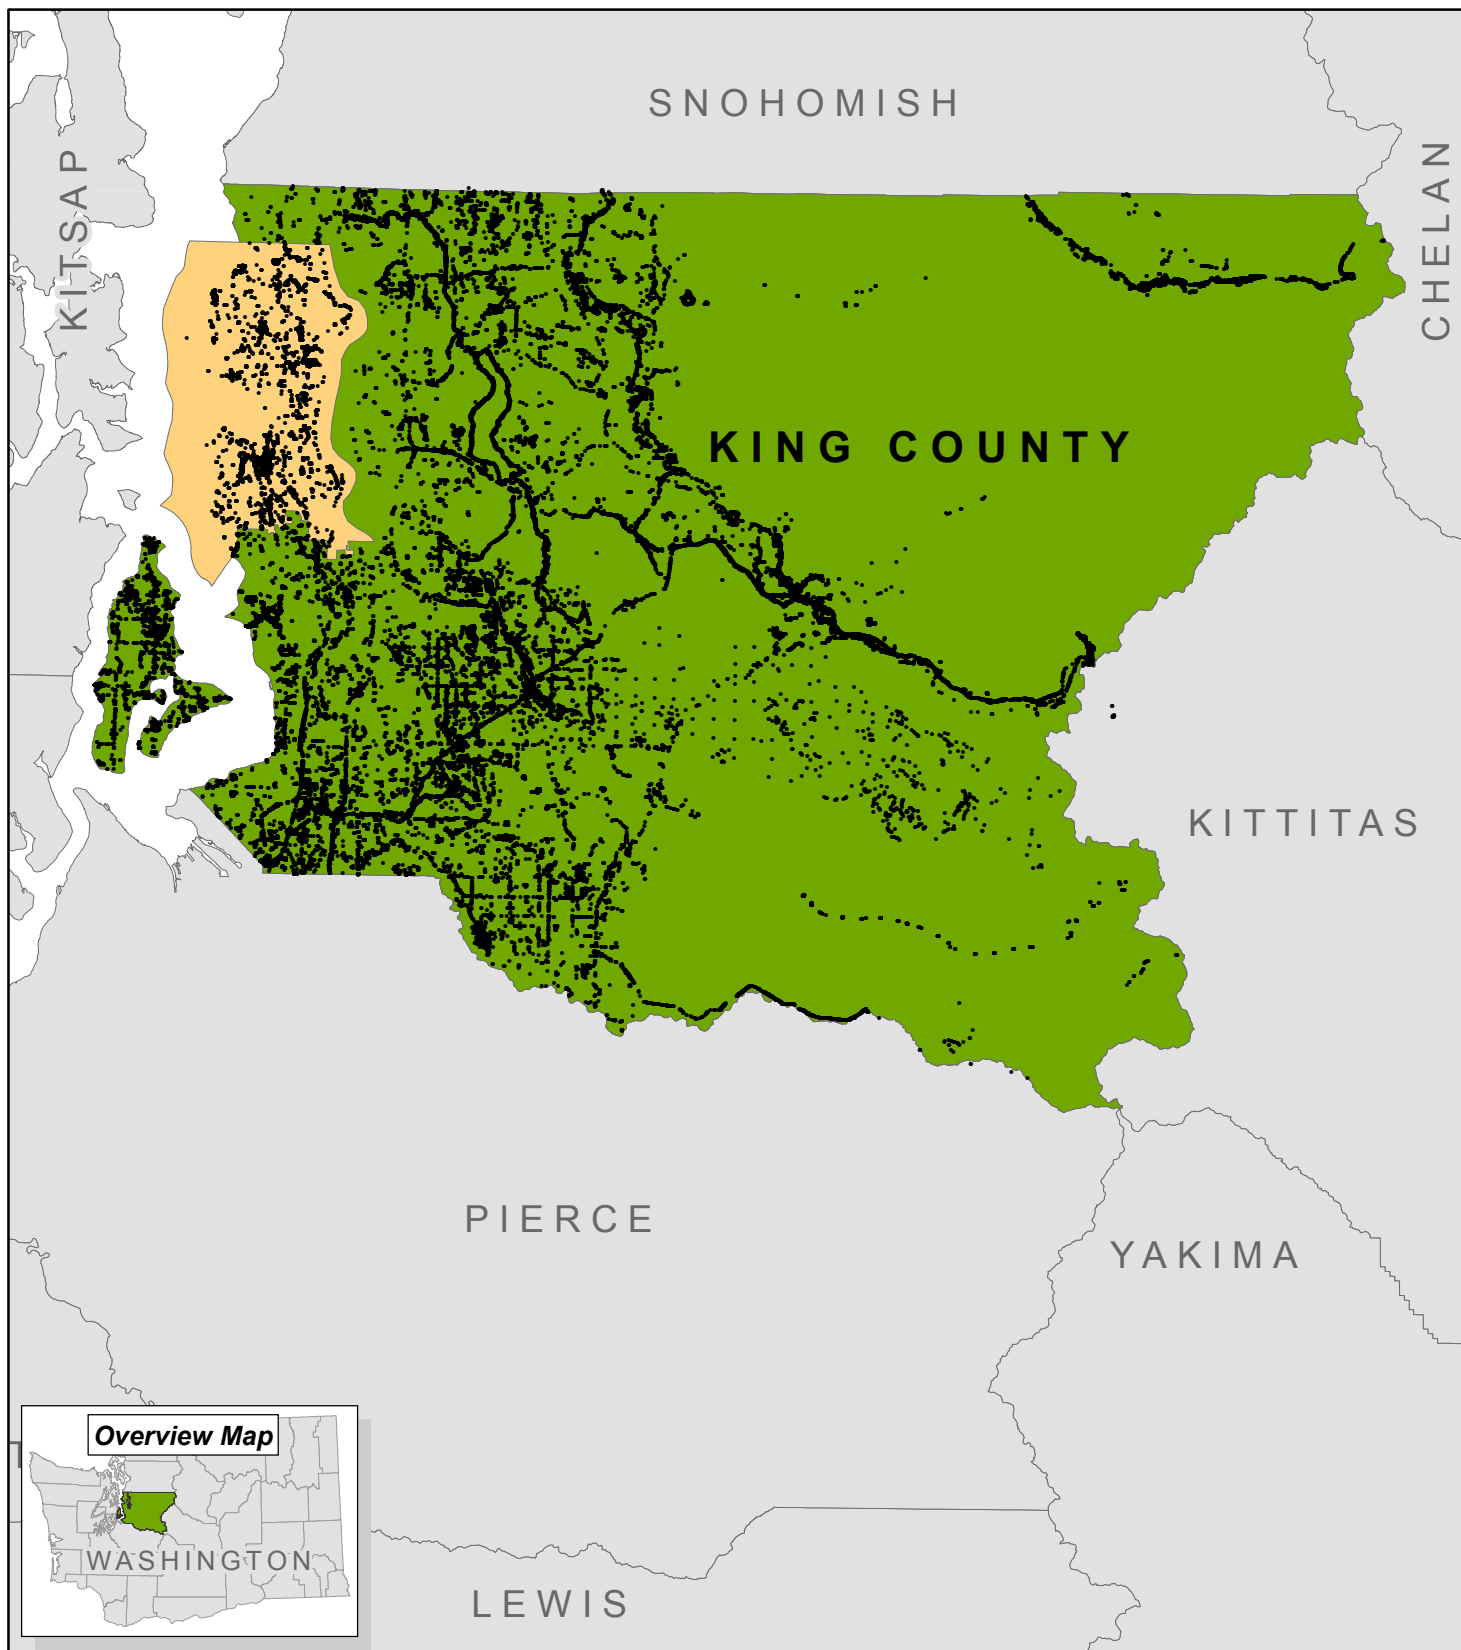 SNOHOMISH
KITSAP
CHELAN
KING COUNTY
KITTITAS
PIERCE
YAKIMA
Overview Map
WASHINGTON
LEWIS